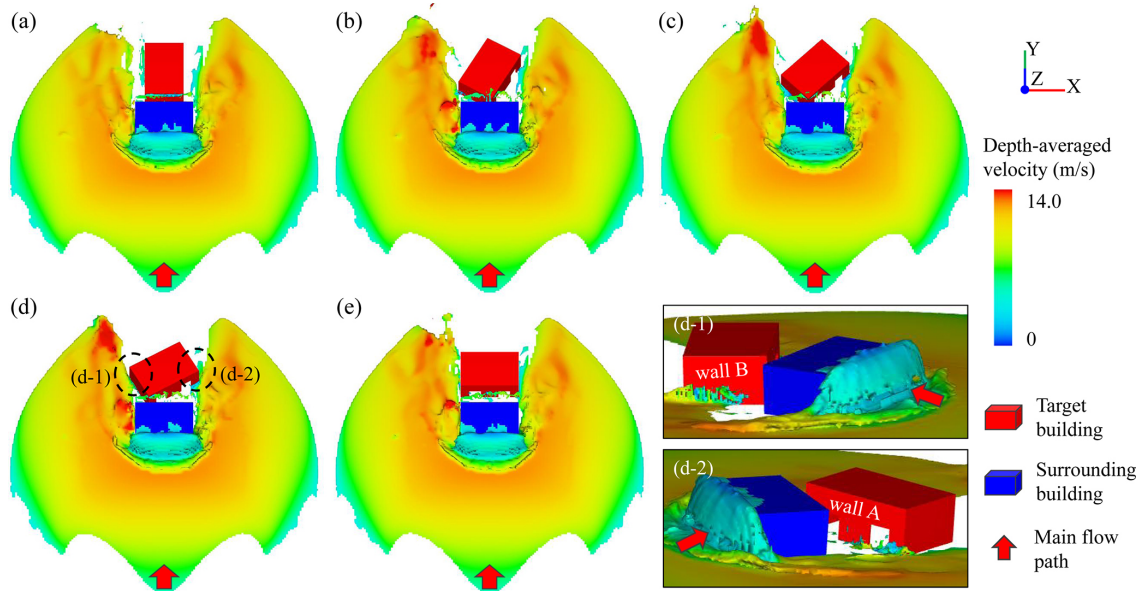 (a)
(b)
(c)
Y
Z
X
Depth-averaged
velocity (m/s)
14.0
0
(d)
(d-1)
(d-2)
(e)
(d-1)
wall B
(d-2)
wall A
Target
building
Surrounding
building
Main flow
path